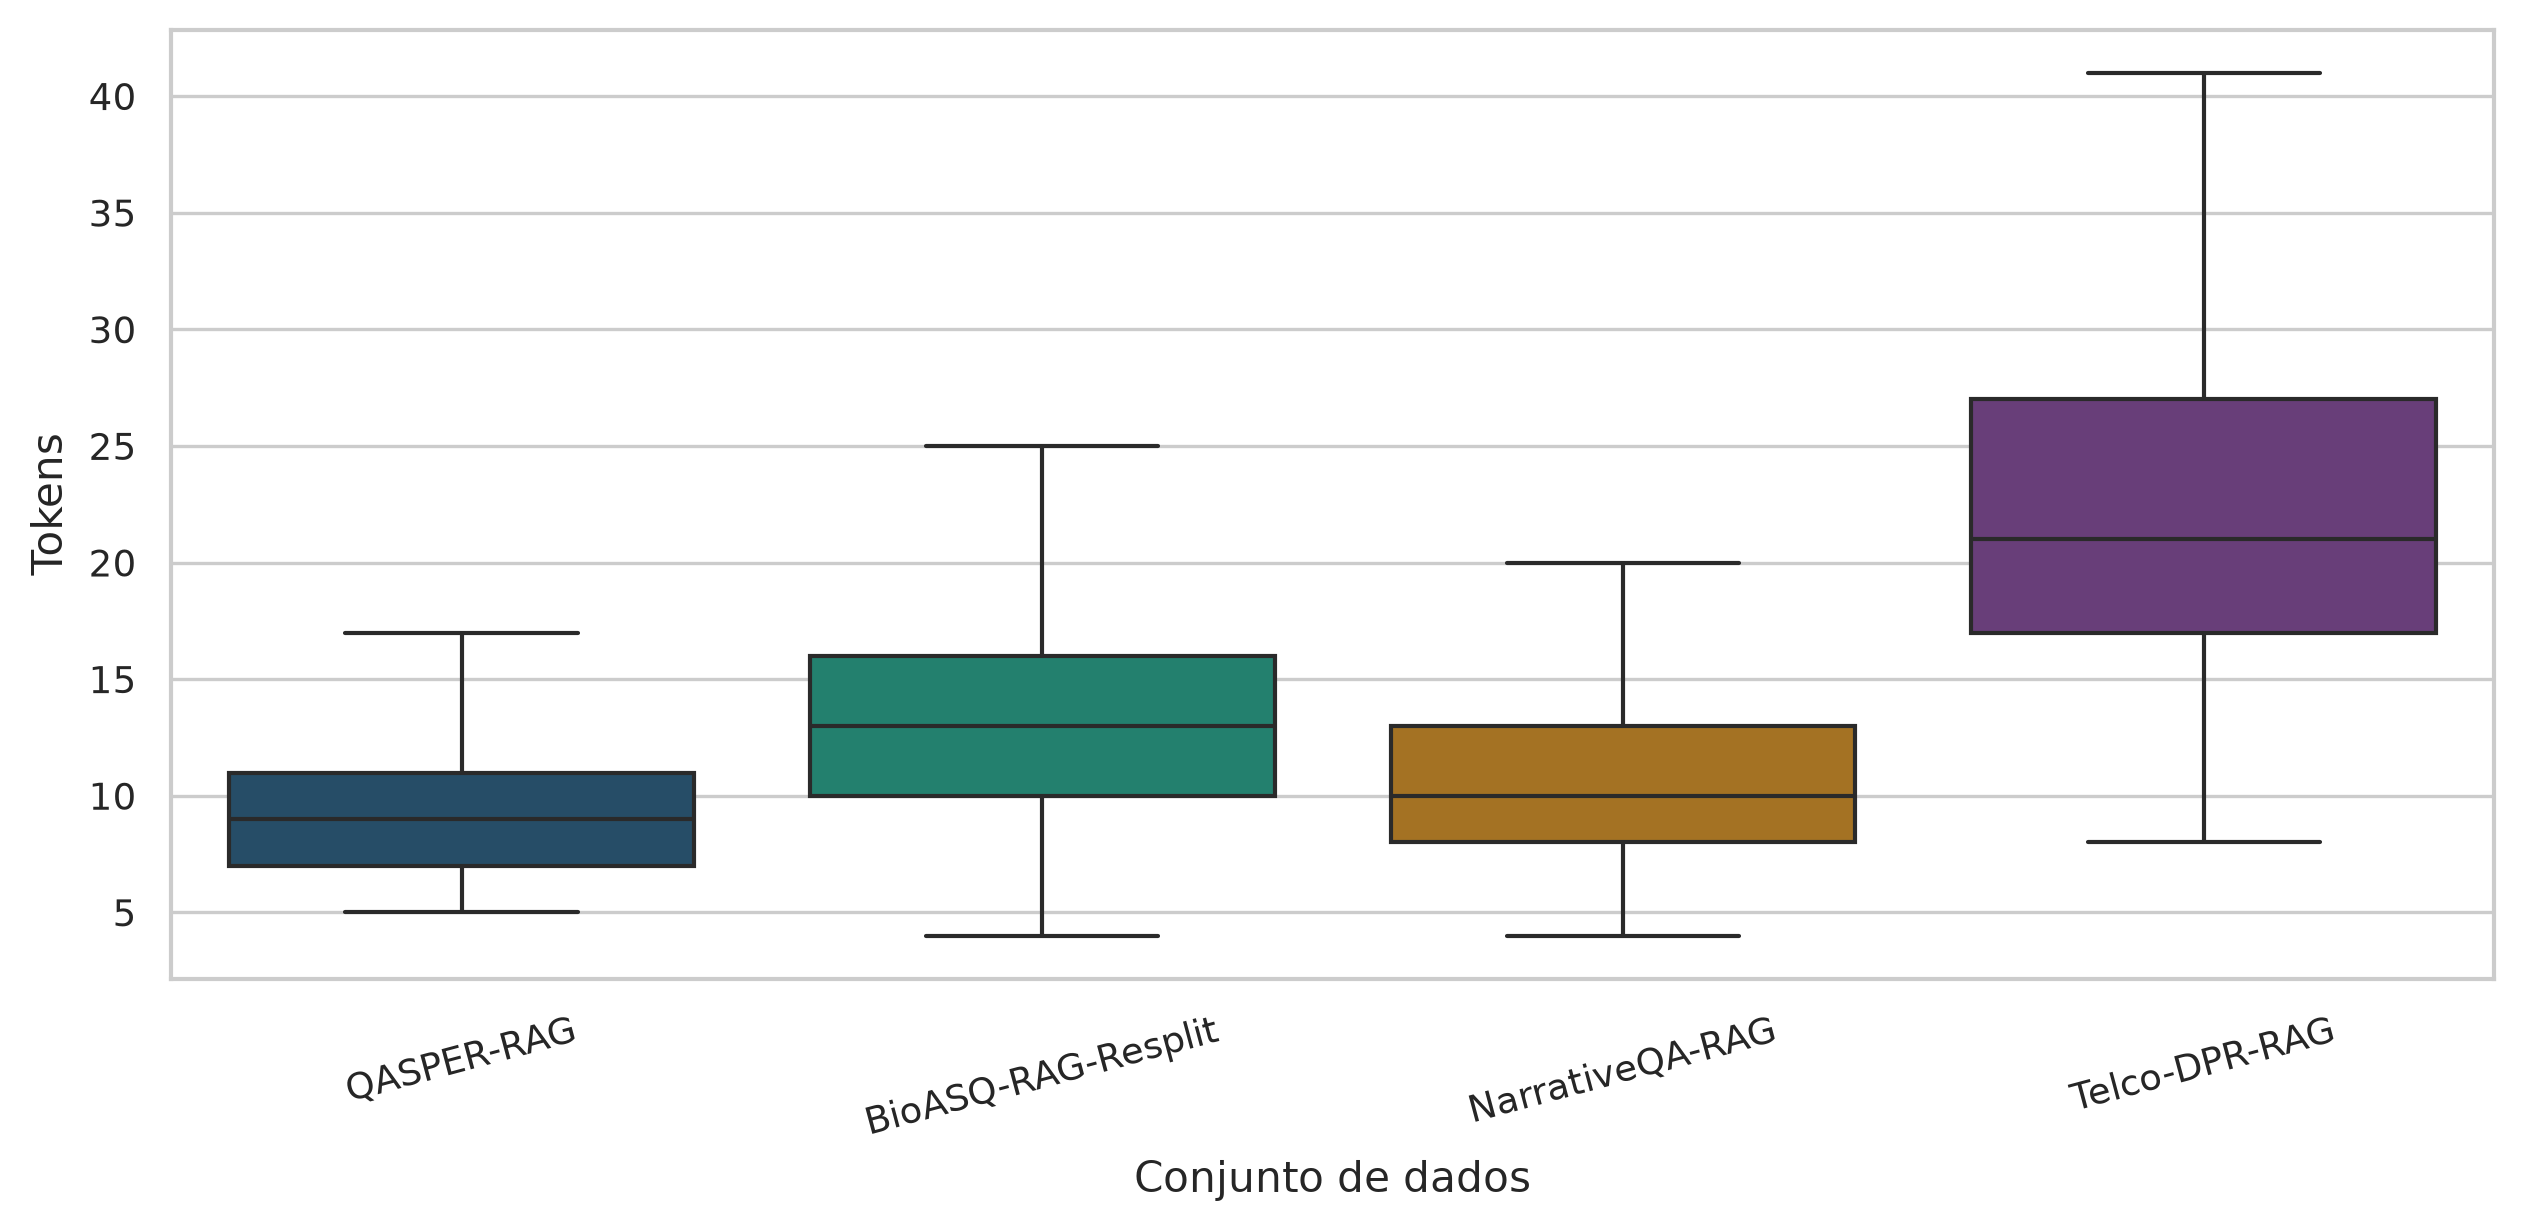 Tokens
40
35
30
25
20
15
10
5
QASPER-RAG
BioASQ-RAG-Resplit
NarrativeQA-RAG
Telco-DPR-RAG
Conjunto de dados